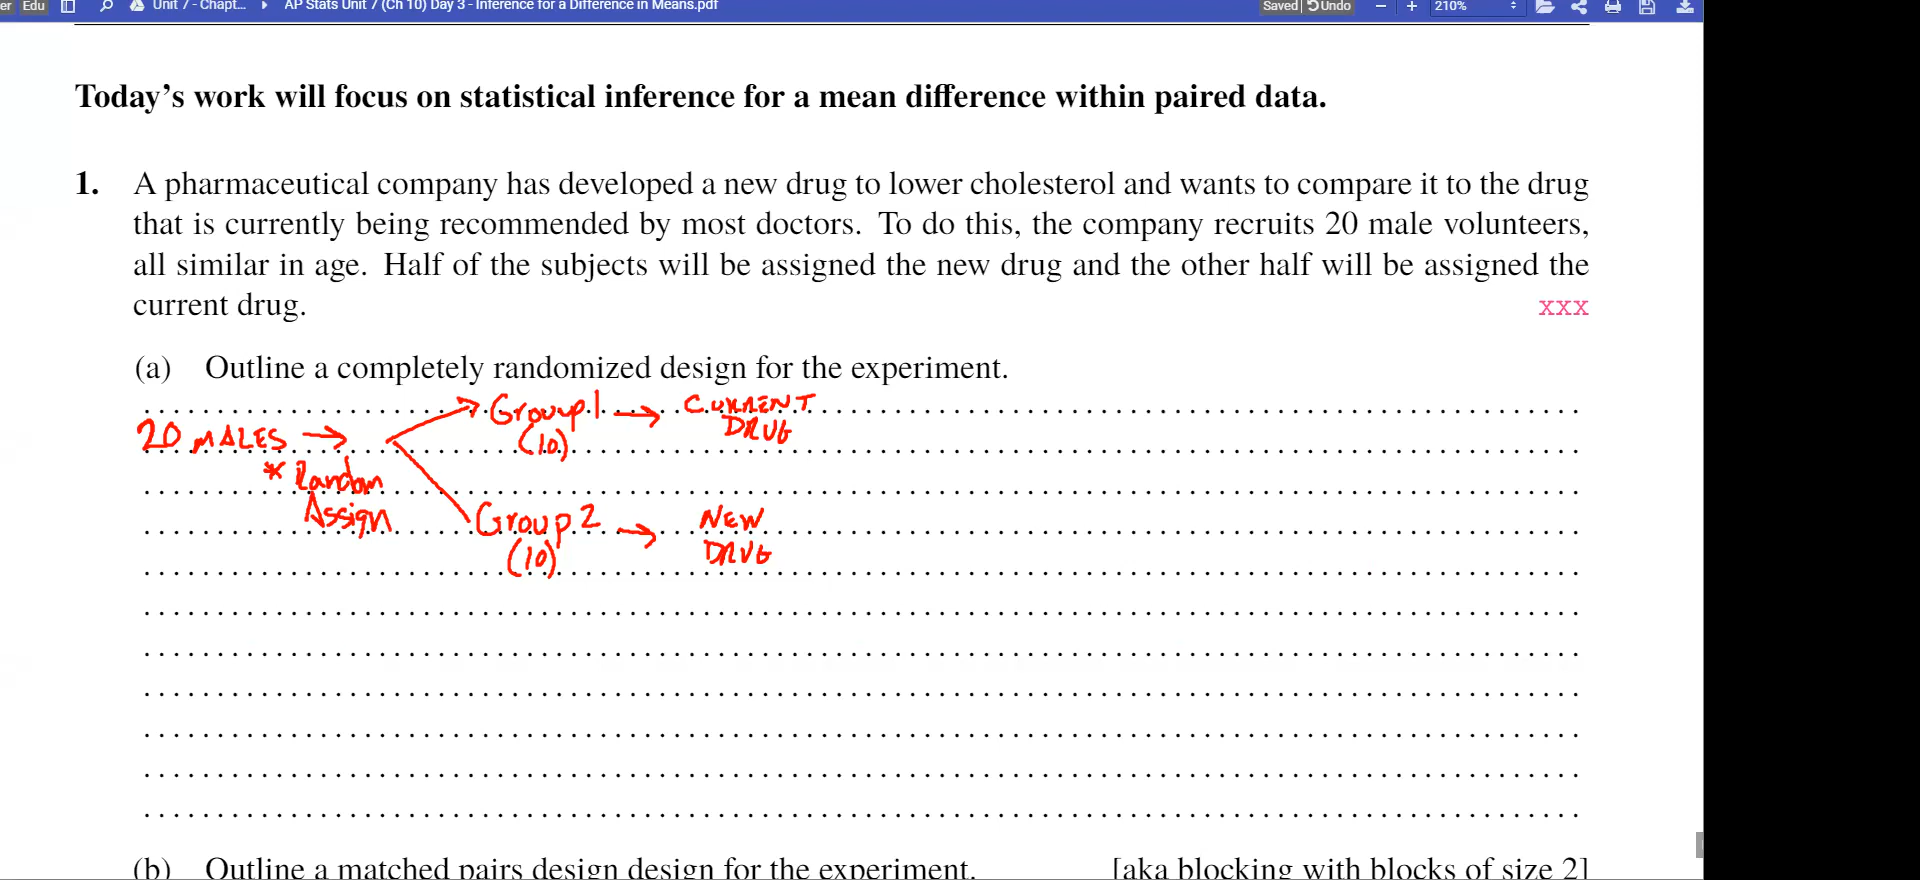 er Edu Unit 7 - Chapt... AP Stats Unit 7 (Ch 10) Day 3 - Inference for a Difference in Means.pdf Saved Undo − + 210%
Today's work will focus on statistical inference for a mean difference within paired data.
1. A pharmaceutical company has developed a new drug to lower cholesterol and wants to compare it to the drug
that is currently being recommended by most doctors. To do this, the company recruits 20 male volunteers,
all similar in age. Half of the subjects will be assigned the new drug and the other half will be assigned the
current drug. xxx
(a) Outline a completely randomized design for the experiment.
Group 1 → CURRENT
DRUG
20 MALES → (10)
* Random
Assign
Group 2 → NEW
(10) DRUG
(b) Outline a matched pairs design design for the experiment. [aka blocking with blocks of size 2]